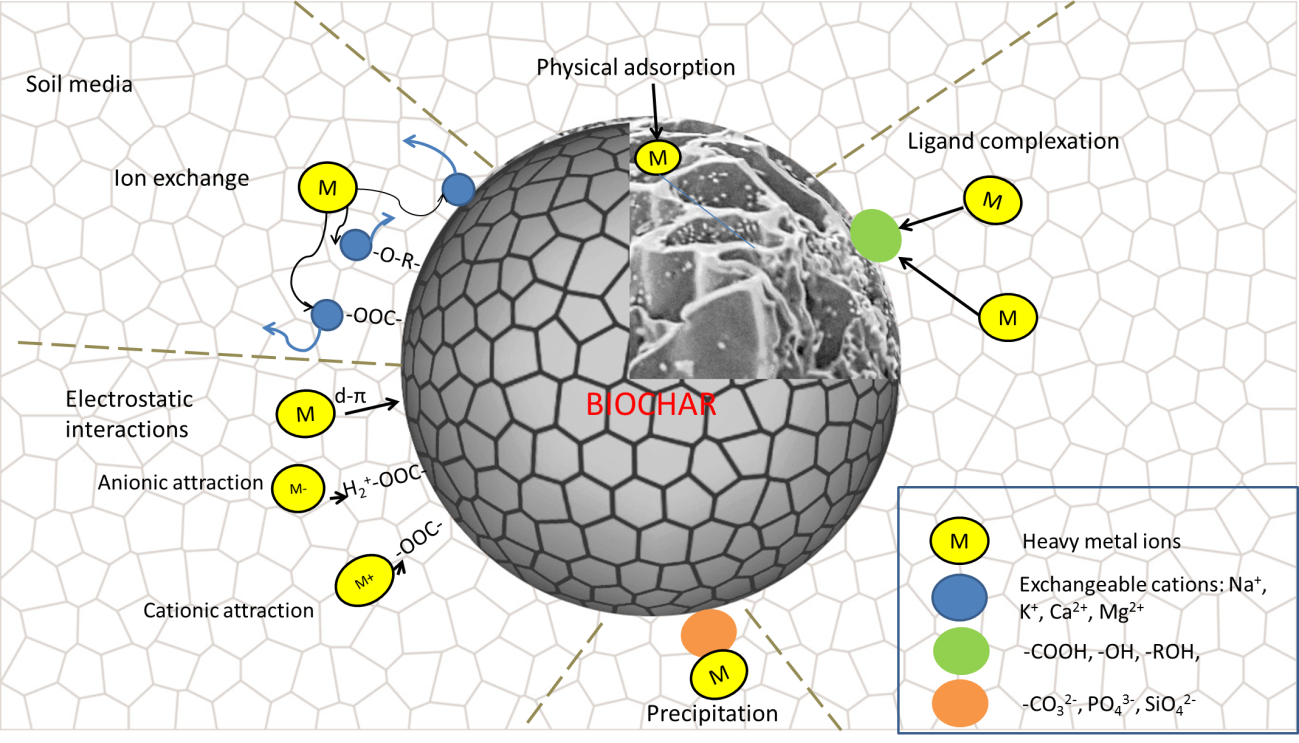 Physical adsorption
Soil media
Ligand complexation
M
Ion exchange
M
M
-O-R-
-OOC-
M
Electrostatic
interactions
d-π
M
BIOCHAR
Anionic attraction
M-
H₂⁺-OOC-
-OOC-
M+
Cationic attraction
M
Precipitation
M
Heavy metal ions
Exchangeable cations: Na⁺,
K⁺, Ca²⁺, Mg²⁺
-COOH, -OH, -ROH,
-CO₃²⁻, PO₄³⁻, SiO₄²⁻